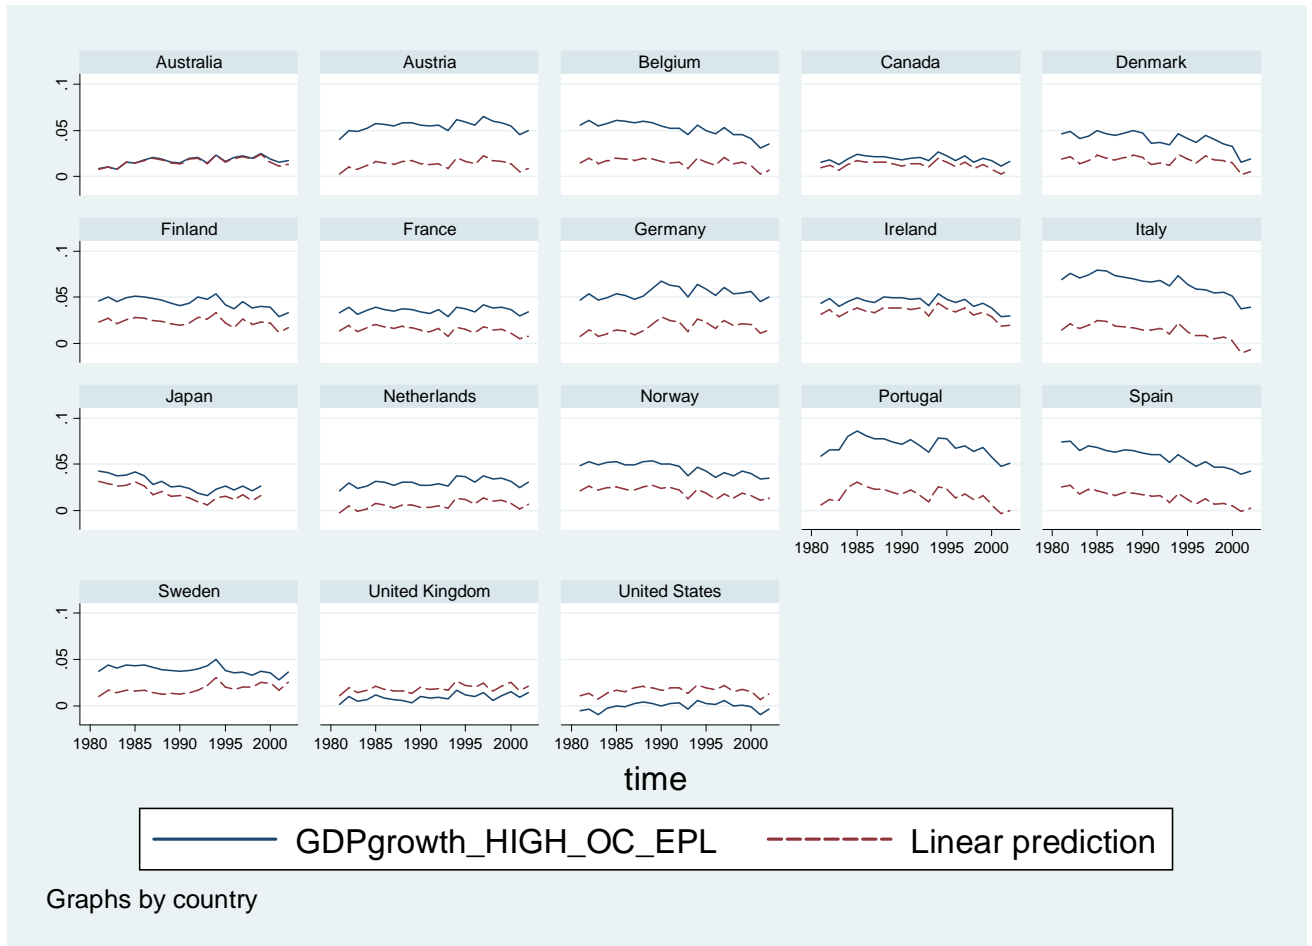 Australia Austria Belgium Canada Denmark
.1
.05
0
Finland France Germany Ireland Italy
.1
.05
0
Japan Netherlands Norway Portugal Spain
.1
.05
0
1980 1985 1990 1995 2000 1980 1985 1990 1995 2000
Sweden United Kingdom United States
.1
.05
0
1980 1985 1990 1995 2000 1980 1985 1990 1995 2000 1980 1985 1990 1995 2000
time
GDPgrowth_HIGH_OC_EPL Linear prediction
Graphs by country